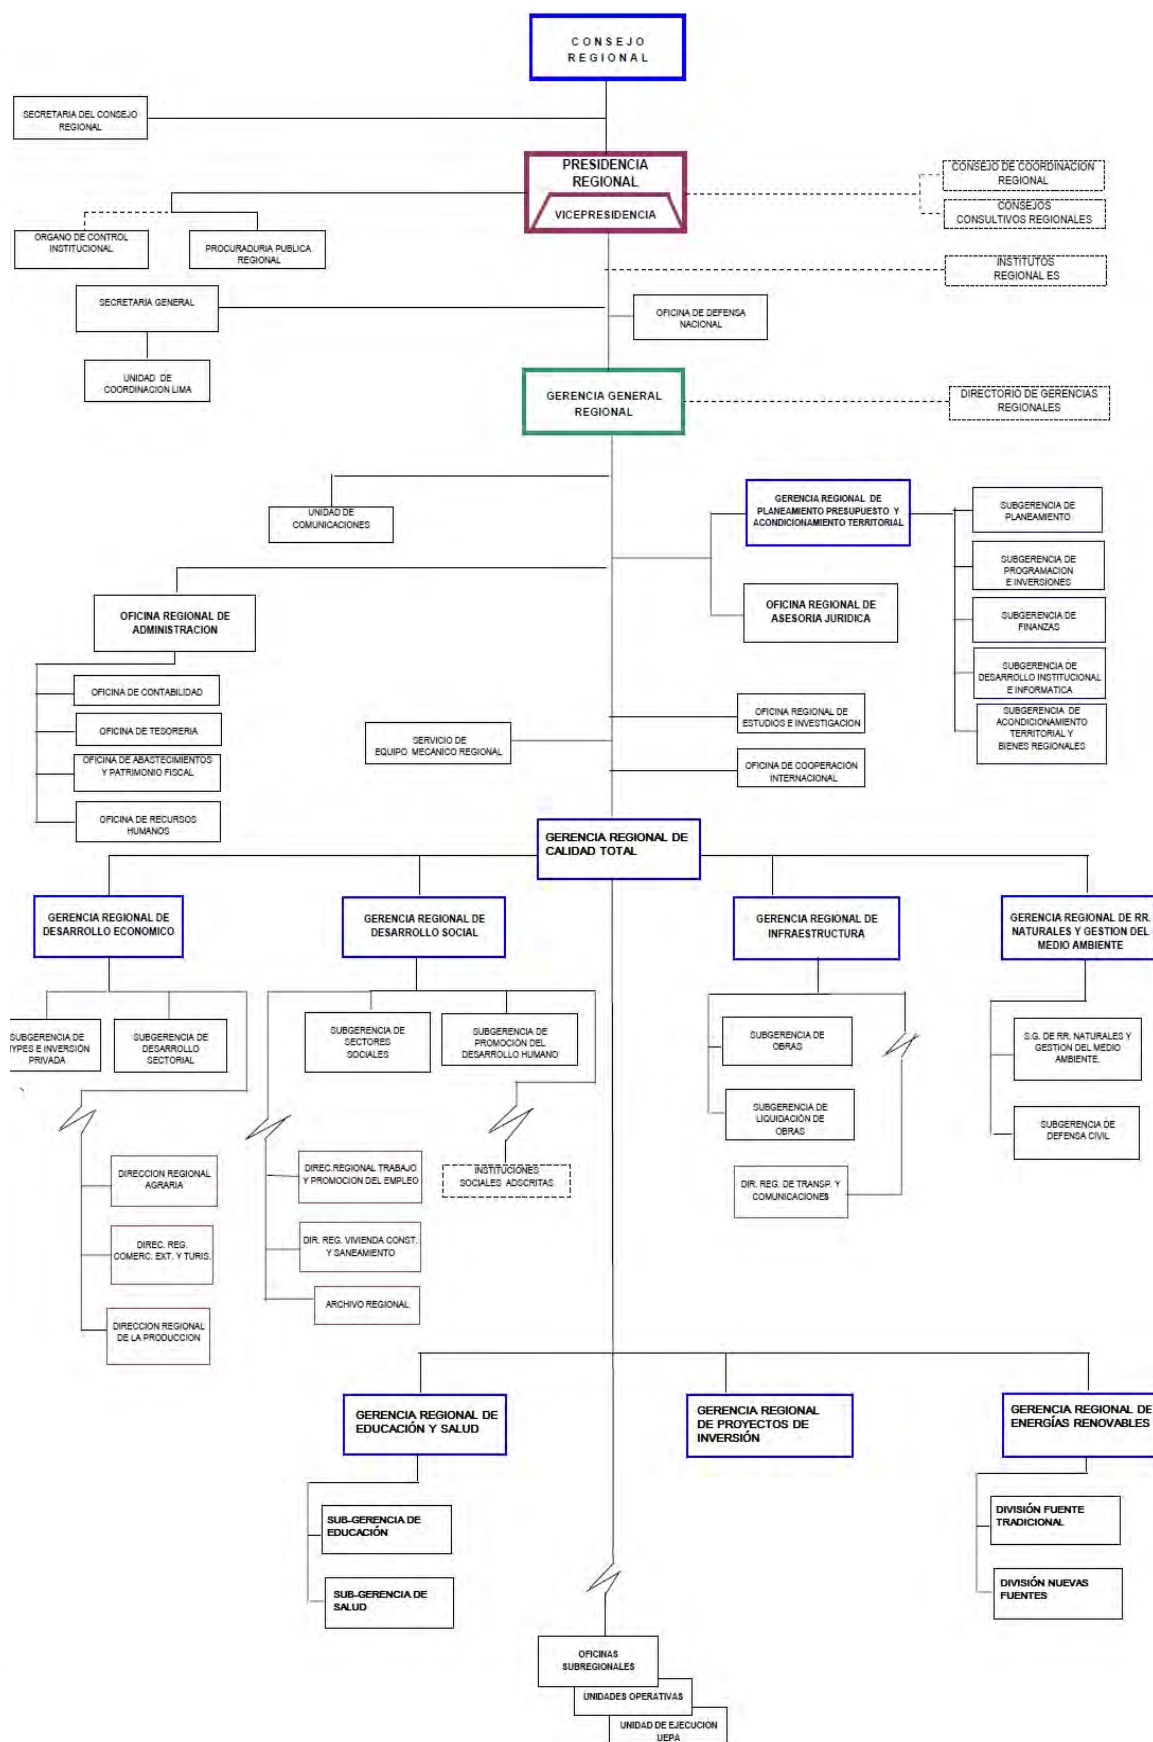 CONSEJO
REGIONAL
SECRETARIA DEL CONSEJO
REGIONAL
PRESIDENCIA
REGIONAL
VICEPRESIDENCIA
CONSEJO DE COORDINACION
REGIONAL
CONSEJOS
CONSULTIVOS REGIONALES
ORGANO DE CONTROL
INSTITUCIONAL
PROCURADURIA PUBLICA
REGIONAL
INSTITUTOS
REGIONAL ES
SECRETARIA GENERAL
OFICINA DE DEFENSA
NACIONAL
UNIDAD DE
COORDINACION LIMA
GERENCIA GENERAL
REGIONAL
DIRECTORIO DE GERENCIAS
REGIONALES
UNIDAD DE
COMUNICACIONES
GERENCIA REGIONAL DE
PLANEAMIENTO PRESUPUESTO Y
ACONDICIONAMIENTO TERRITORIAL
SUBGERENCIA DE
PLANEAMIENTO
SUBGERENCIA DE
PROGRAMACION
E INVERSIONES
OFICINA REGIONAL DE
ADMINISTRACION
OFICINA REGIONAL DE
ASESORIA JURIDICA
SUBGERENCIA DE
FINANZAS
SUBGERENCIA DE
DESARROLLO INSTITUCIONAL
E INFORMATICA
OFICINA DE CONTABILIDAD
OFICINA DE TESORERIA
OFICINA DE ABASTECIMIENTOS
Y PATRIMONIO FISCAL
OFICINA DE RECURSOS
HUMANOS
SERVICIO DE
EQUIPO MECANICO REGIONAL
OFICINA REGIONAL DE
ESTUDIOS E INVESTIGACION
SUBGERENCIA DE
ACONDICIONAMIENTO
TERRITORIAL Y
BIENES REGIONALES
OFICINA DE COOPERACIÓN
INTERNACIONAL
GERENCIA REGIONAL DE
CALIDAD TOTAL
GERENCIA REGIONAL DE
DESARROLLO ECONOMICO
GERENCIA REGIONAL DE
DESARROLLO SOCIAL
GERENCIA REGIONAL DE
INFRAESTRUCTURA
GERENCIA REGIONAL DE RR.
NATURALES Y GESTION DEL
MEDIO AMBIENTE
SUBGERENCIA DE
YPES E INVERSIÓN
PRIVADA
SUBGERENCIA DE
DESARROLLO
SECTORIAL
SUBGERENCIA DE
SECTORES
SOCIALES
SUBGERENCIA DE
PROMOCIÓN DEL
DESARROLLO HUMANO
SUBGERENCIA DE
OBRAS
S.G. DE RR. NATURALES Y
GESTION DEL MEDIO
AMBIENTE.
SUBGERENCIA DE
LIQUIDACIÓN DE
OBRAS
SUBGERENCIA DE
DEFENSA CIVIL
DIRECCION REGIONAL
AGRARIA
DIREC.REGIONAL TRABAJO
Y PROMOCION DEL EMPLEO
INSTITUCIONES
SOCIALES ADSCRITAS
DIR. REG. DE TRANSP. Y
COMUNICACIONES
DIREC. REG.
COMERC. EXT. Y TURIS.
DIR. REG. VIVIENDA CONST.
Y SANEAMIENTO
ARCHIVO REGIONAL
DIRECCION REGIONAL
DE LA PRODUCCION
GERENCIA REGIONAL DE
EDUCACIÓN Y SALUD
GERENCIA REGIONAL
DE PROYECTOS DE
INVERSIÓN
GERENCIA REGIONAL DE
ENERGÍAS RENOVABLES
SUB-GERENCIA DE
EDUCACIÓN
DIVISIÓN FUENTE
TRADICIONAL
SUB-GERENCIA DE
SALUD
DIVISIÓN NUEVAS
FUENTES
OFICINAS
SUBREGIONALES
UNIDADES OPERATIVAS
UNIDAD DE EJECUCION
UEPA